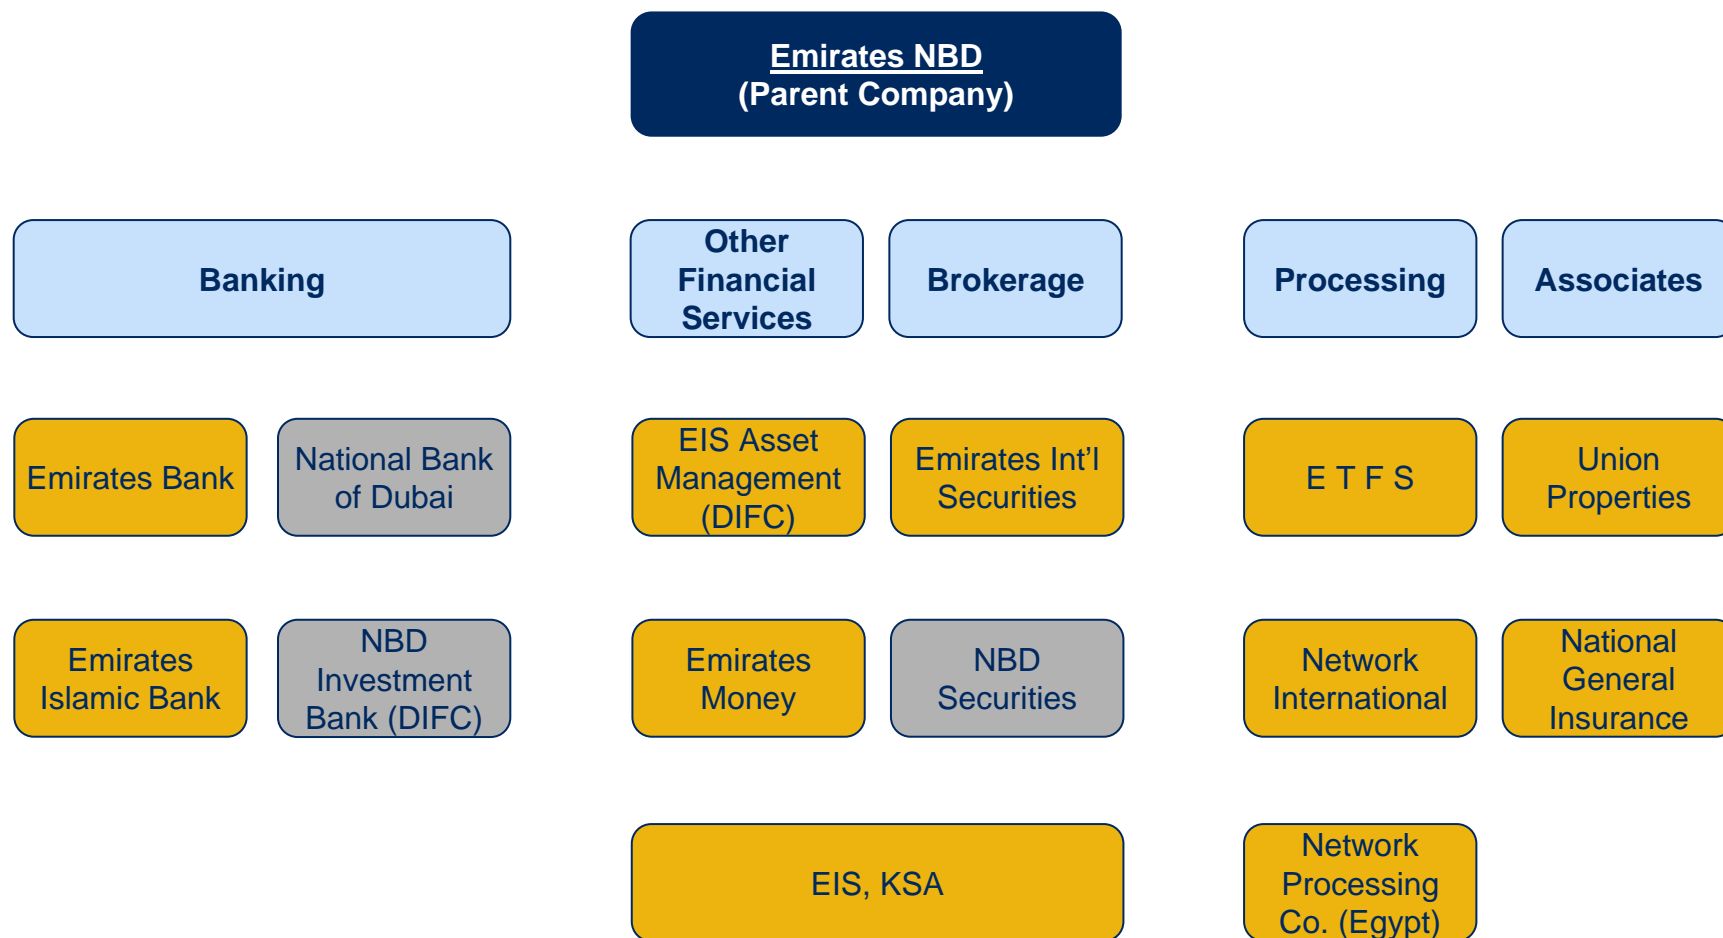 Emirates NBD
(Parent Company)
Banking
Other
Financial
Services
Brokerage
Processing
Associates
Emirates Bank
National Bank
of Dubai
EIS Asset
Management
(DIFC)
Emirates Int'l
Securities
E T F S
Union
Properties
Emirates
Islamic Bank
NBD
Investment
Bank (DIFC)
Emirates
Money
NBD
Securities
Network
International
National
General
Insurance
EIS, KSA
Network
Processing
Co. (Egypt)